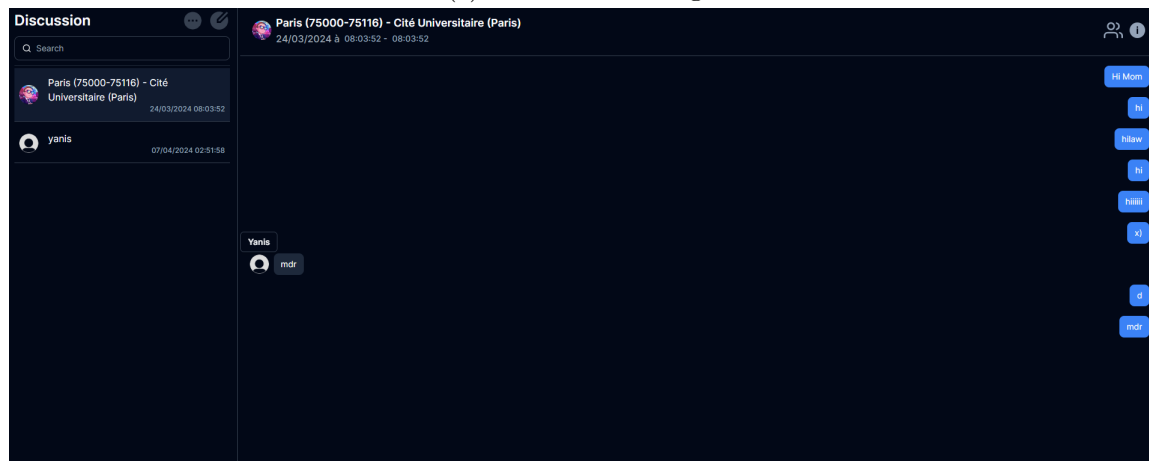 Discussion
Search
Paris (75000-75116) - Cité
Universitaire (Paris)
24/03/2024 08:03:52
yanis
07/04/2024 02:51:58
Paris (75000-75116) - Cité Universitaire (Paris)
24/03/2024 à 08:03:52 - 08:03:52
Hi Mom
hi
hilaw
hi
hiiiiii
x)
Yanis
mdr
d
mdr